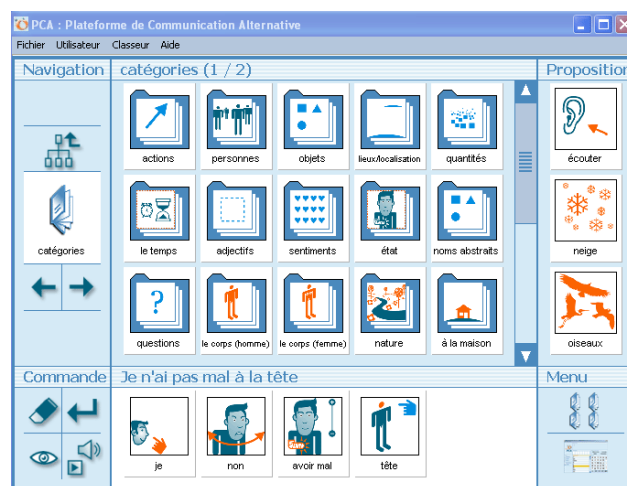 PCA : Plateforme de Communication Alternative
Fichier Utilisateur Classeur Aide
Navigation
catégories (1 / 2)
Proposition
actions
personnes
objets
lieux/localisation
quantités
écouter
catégories
le temps
adjectifs
sentiments
état
noms abstraits
neige
questions
le corps (homme)
le corps (femme)
nature
à la maison
oiseaux
Commande
Je n'ai pas mal à la tête
Menu
je
non
avoir mal
tête